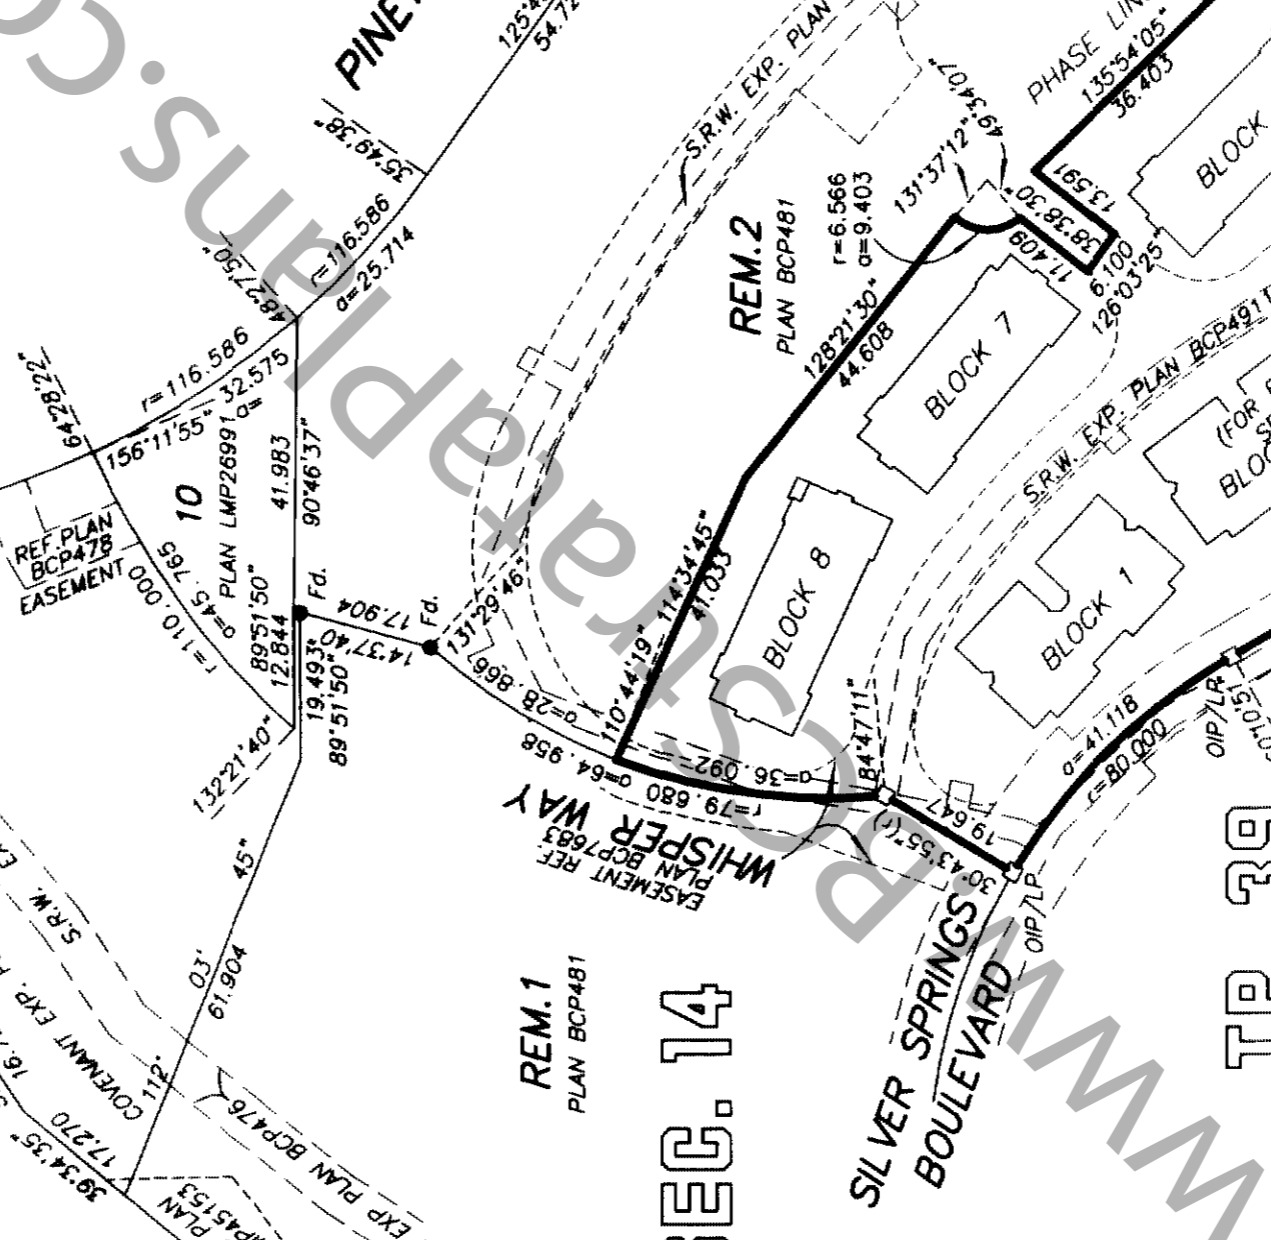 PHASE LIN
135°54'05"
36.403
S.R.W. EXP. PLAN
35°49'38"
r=116.586
a=25.714
48°27'50"
r=116.586
a= 32.575
156°11'55"
64°28'22"
41.983
90°46'37"
10
PLAN LMP26991
REF. PLAN
BCP478
EASEMENT
r=110.000
a=45.765
89°51'50"
12.844
Fd.
17.904
14°37'40"
Fd.
131°29'46"
19.493
89°51'50"
132°21'40"
REM.2
PLAN BCP481
r=6.566
a=9.403
131°37'12"
49°34'07"
38°38'30"
13.591
11.409
6.100
126°03'25"
128°21'30"
44.608
BLOCK
BLOCK 7
BLOCK 8
BLOCK 1
(FOR
BLOC
S.R.W. EXP. PLAN BCP4911
114°34'45"
41.033
110°44'19"
a=28.866
a=64.958
a=36.092
r=79.680
84°47'11"
WHISPER WAY
EASEMENT REF.
PLAN BCP7683
19.647
30°43'55"(r)
a=41.118
r=80.000
OIP/LP
OIP/LP
SILVER SPRINGS
BOULEVARD
REM.1
PLAN BCP481
SEC. 14
TP 39
112° 03' 45"
61.904
S.R.W.
COVENANT EXP.
17.270
39°34'35"
EXP PLAN BCP476
PLAN
www.BCStrataplans.co